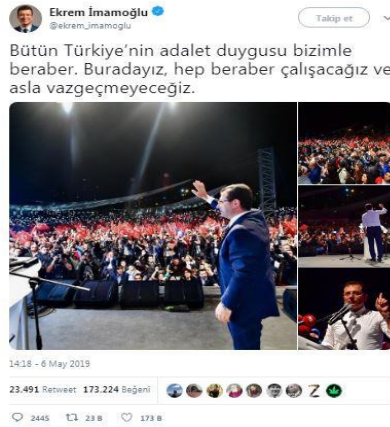 Ekrem İmamoğlu
@ekrem_imamoglu
Takip et
Bütün Türkiye'nin adalet duygusu bizimle
beraber. Buradayız, hep beraber çalışacağız ve
asla vazgeçmeyeceğiz.
14:18 - 6 May 2019
23.491 Retweet 173.224 Beğeni
2445 23 B 173 B